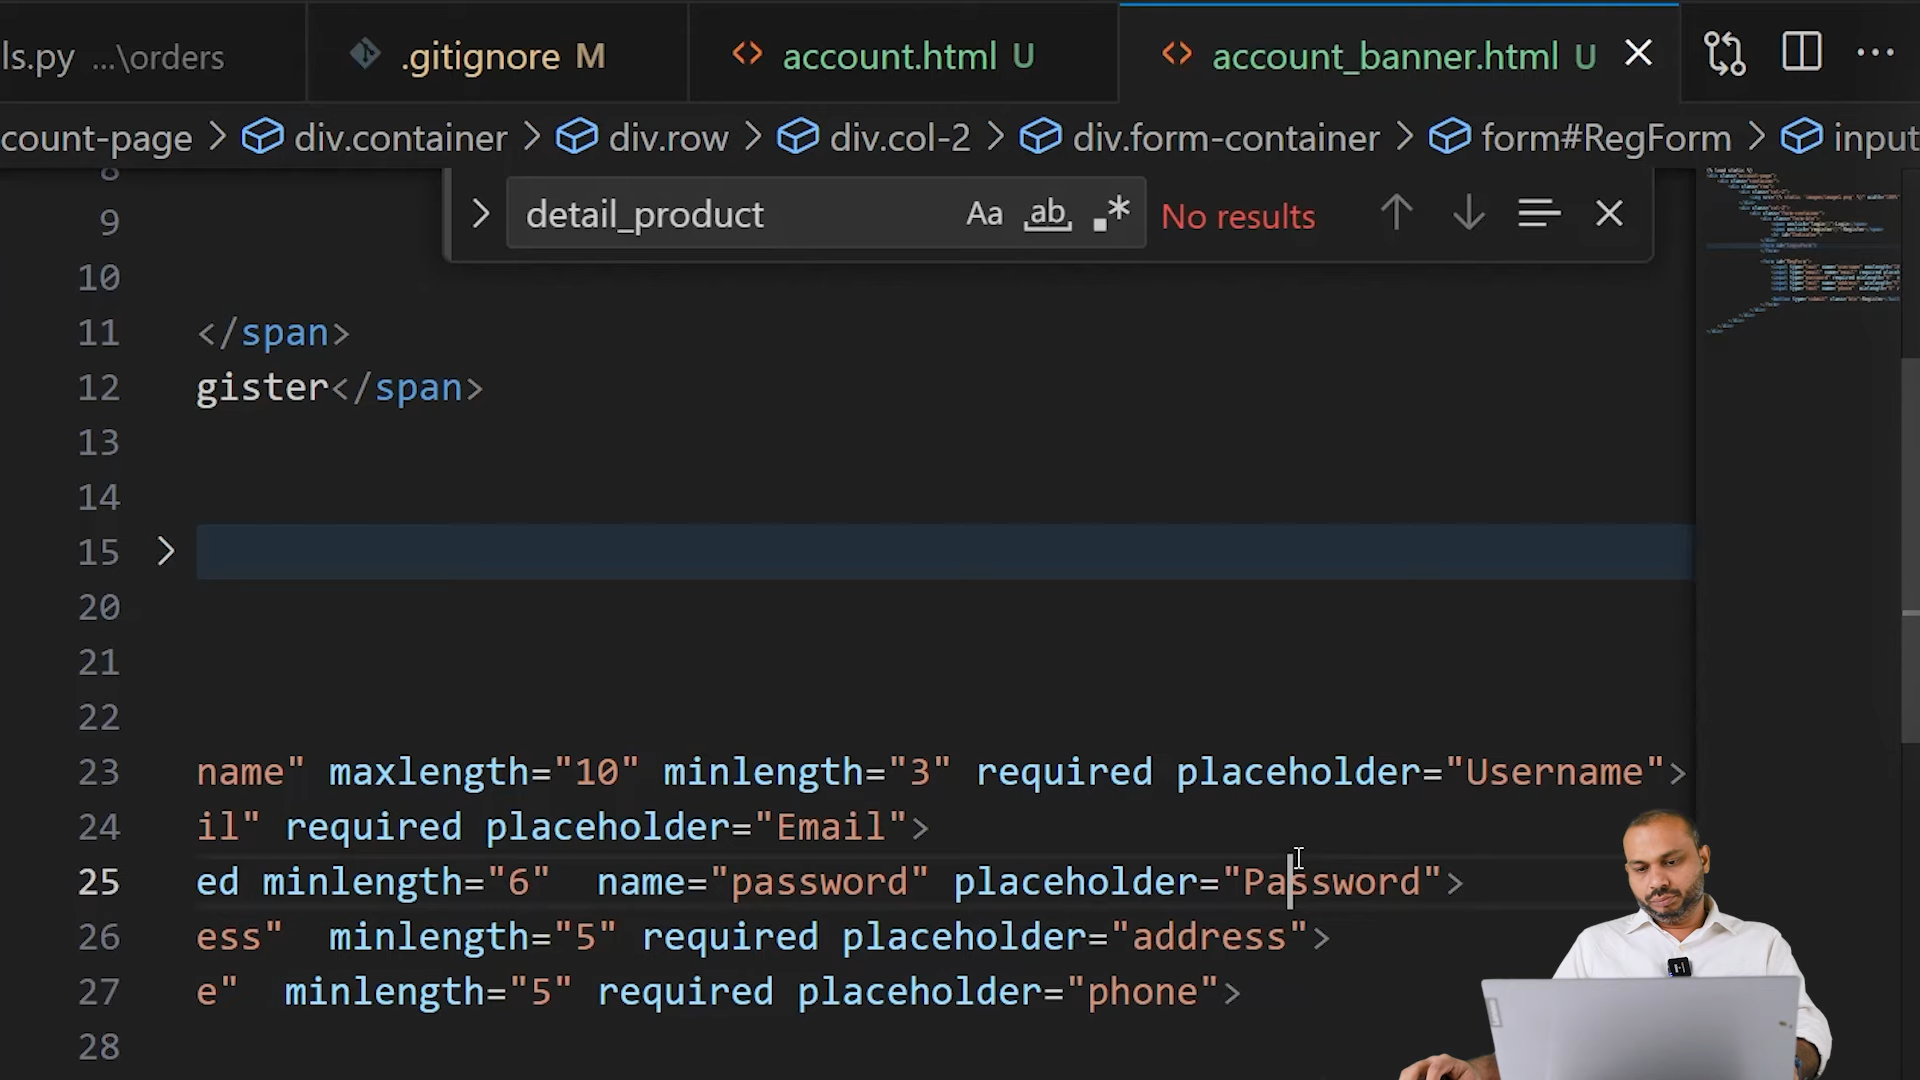 ls.py ...\orders .gitignore M account.html U account_banner.html U
count-page > div.container > div.row > div.col-2 > div.form-container > form#RegForm > input
detail_product Aa ab .* No results
8
9
10
11 </span>
12 gister</span>
13
14
15
20
21
22
23 name" maxlength="10" minlength="3" required placeholder="Username">
24 il" required placeholder="Email">
25 ed minlength="6"  name="password" placeholder="Password">
26 ess"  minlength="5" required placeholder="address">
27 e"  minlength="5" required placeholder="phone">
28